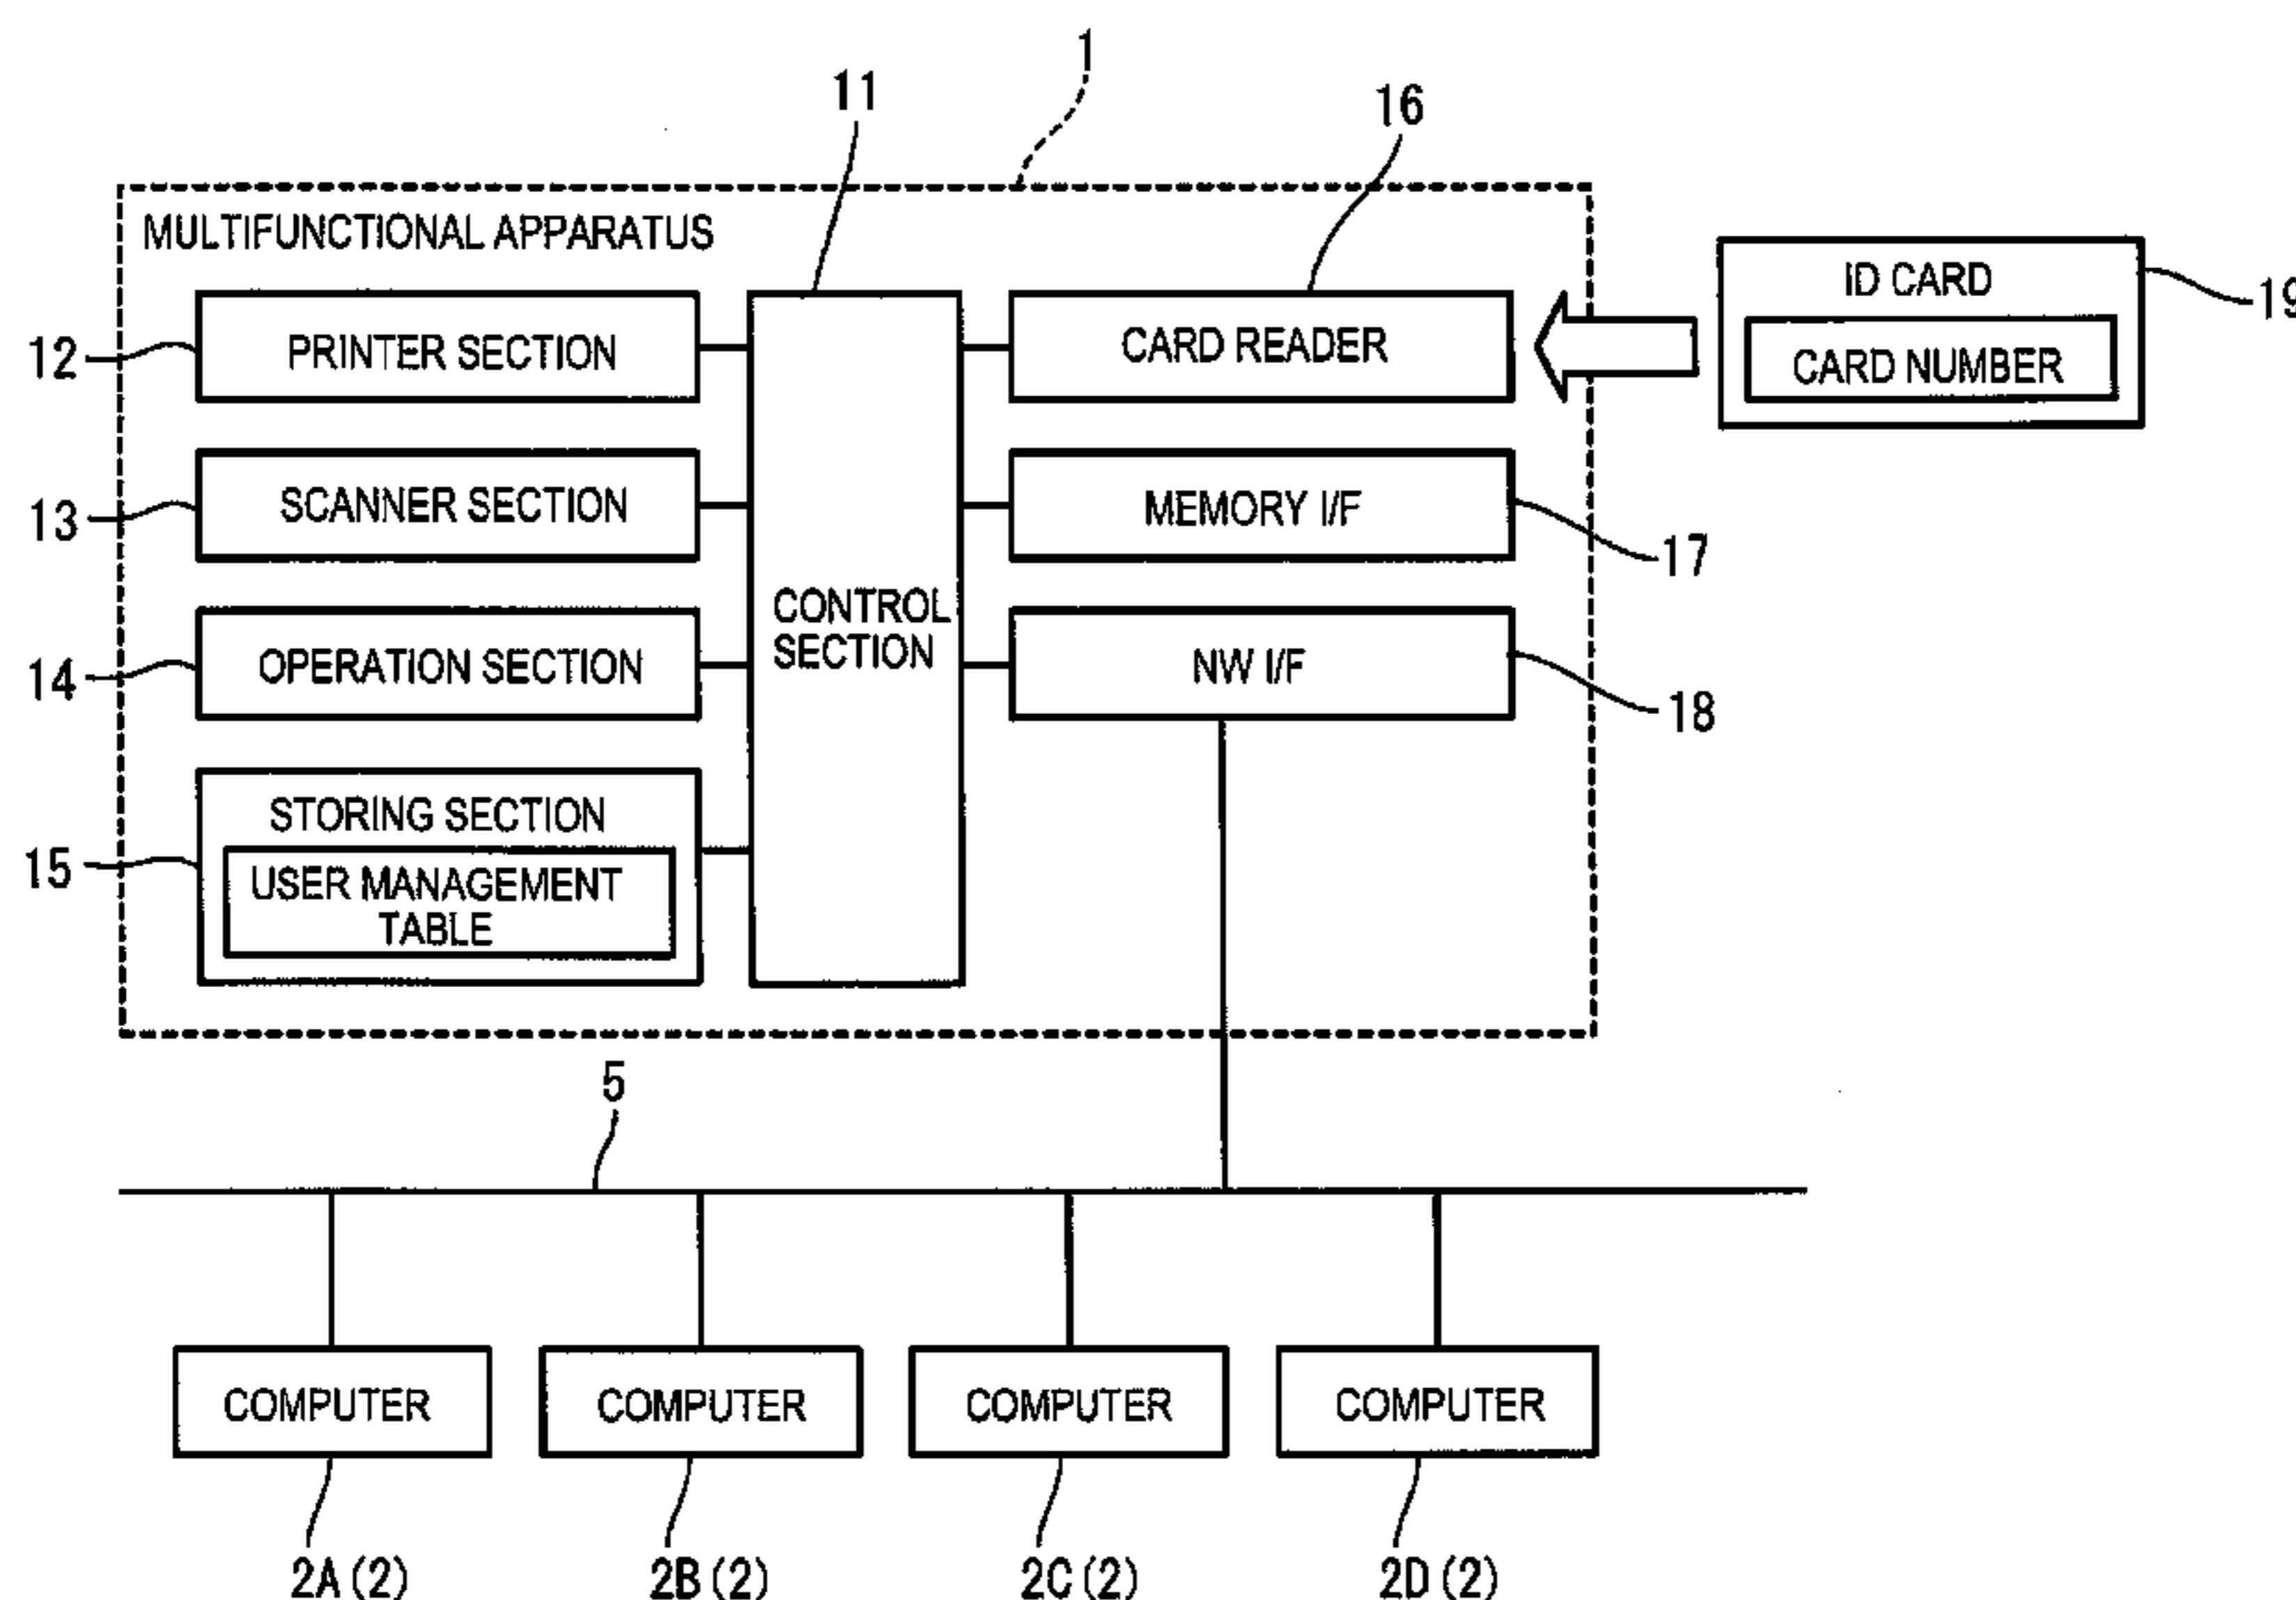 1
11
16
MULTIFUNCTIONAL APPARATUS
ID CARD
19
12
PRINTER SECTION
CARD READER
CARD NUMBER
13
SCANNER SECTION
MEMORY I/F
17
CONTROL
SECTION
14
OPERATION SECTION
NW I/F
18
STORING SECTION
15
USER MANAGEMENT
TABLE
5
COMPUTER
COMPUTER
COMPUTER
COMPUTER
2A(2)
2B(2)
2C(2)
2D(2)